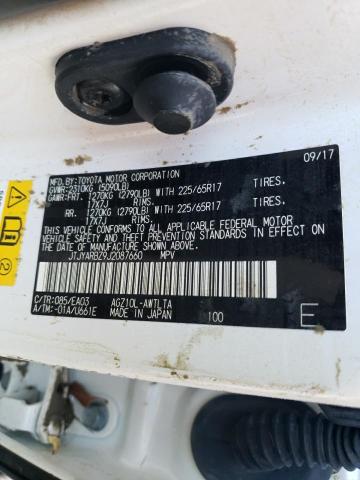 MFD.BY:TOYOTA MOTOR CORPORATION 09/17
GVWR:2310KG (5090LB)
GAWR:FRT. 1270KG (2790LB) WITH 225/65R17 TIRES.
17X7J RIMS.
RR. 1270KG (2790LB) WITH 225/65R17 TIRES.
17X7J RIMS.
THIS VEHICLE CONFORMS TO ALL APPLICABLE FEDERAL MOTOR
VEHICLE SAFETY STANDARDS IN EFFECT ON THE DATE OF
MANUFACTURE SHOWN ABOVE.
JTJYARBZ9J2087660 MPV
C/TR:085/EA03 AGZ10L-AWTLTA
A/TM:-01A/U661E MADE IN JAPAN 100 E
2